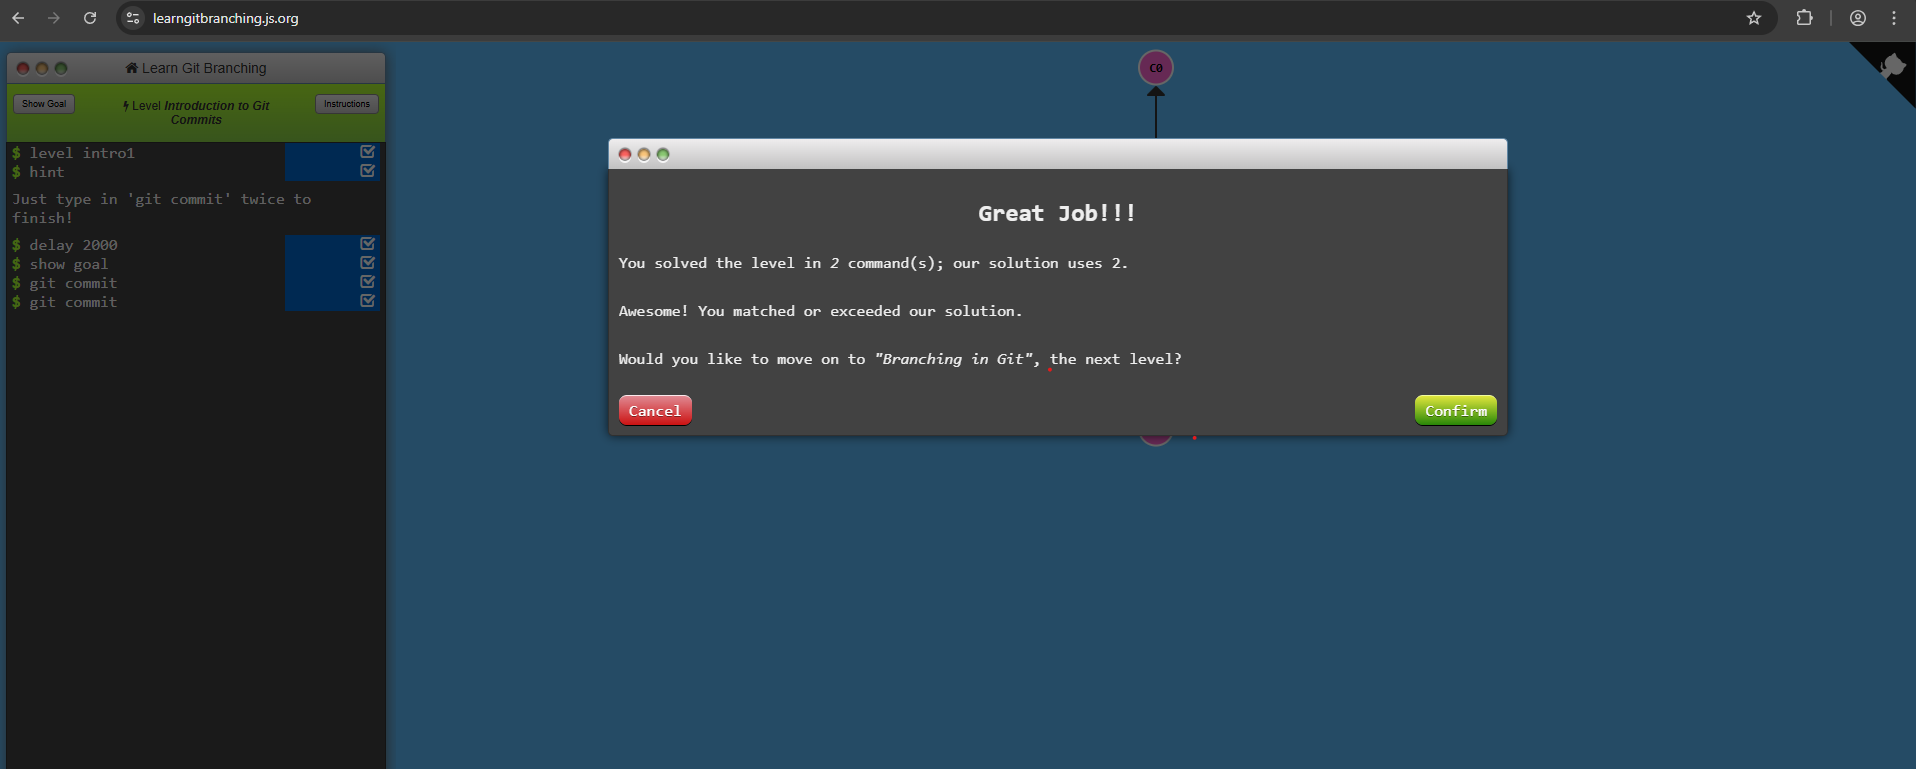 learngitbranching.js.org
Learn Git Branching
Show Goal
Level Introduction to Git
Commits
Instructions
$ level intro1
$ hint
Just type in 'git commit' twice to
finish!
$ delay 2000
$ show goal
$ git commit
$ git commit
C0
Great Job!!!
You solved the level in 2 command(s); our solution uses 2.
Awesome! You matched or exceeded our solution.
Would you like to move on to "Branching in Git", the next level?
Cancel
Confirm